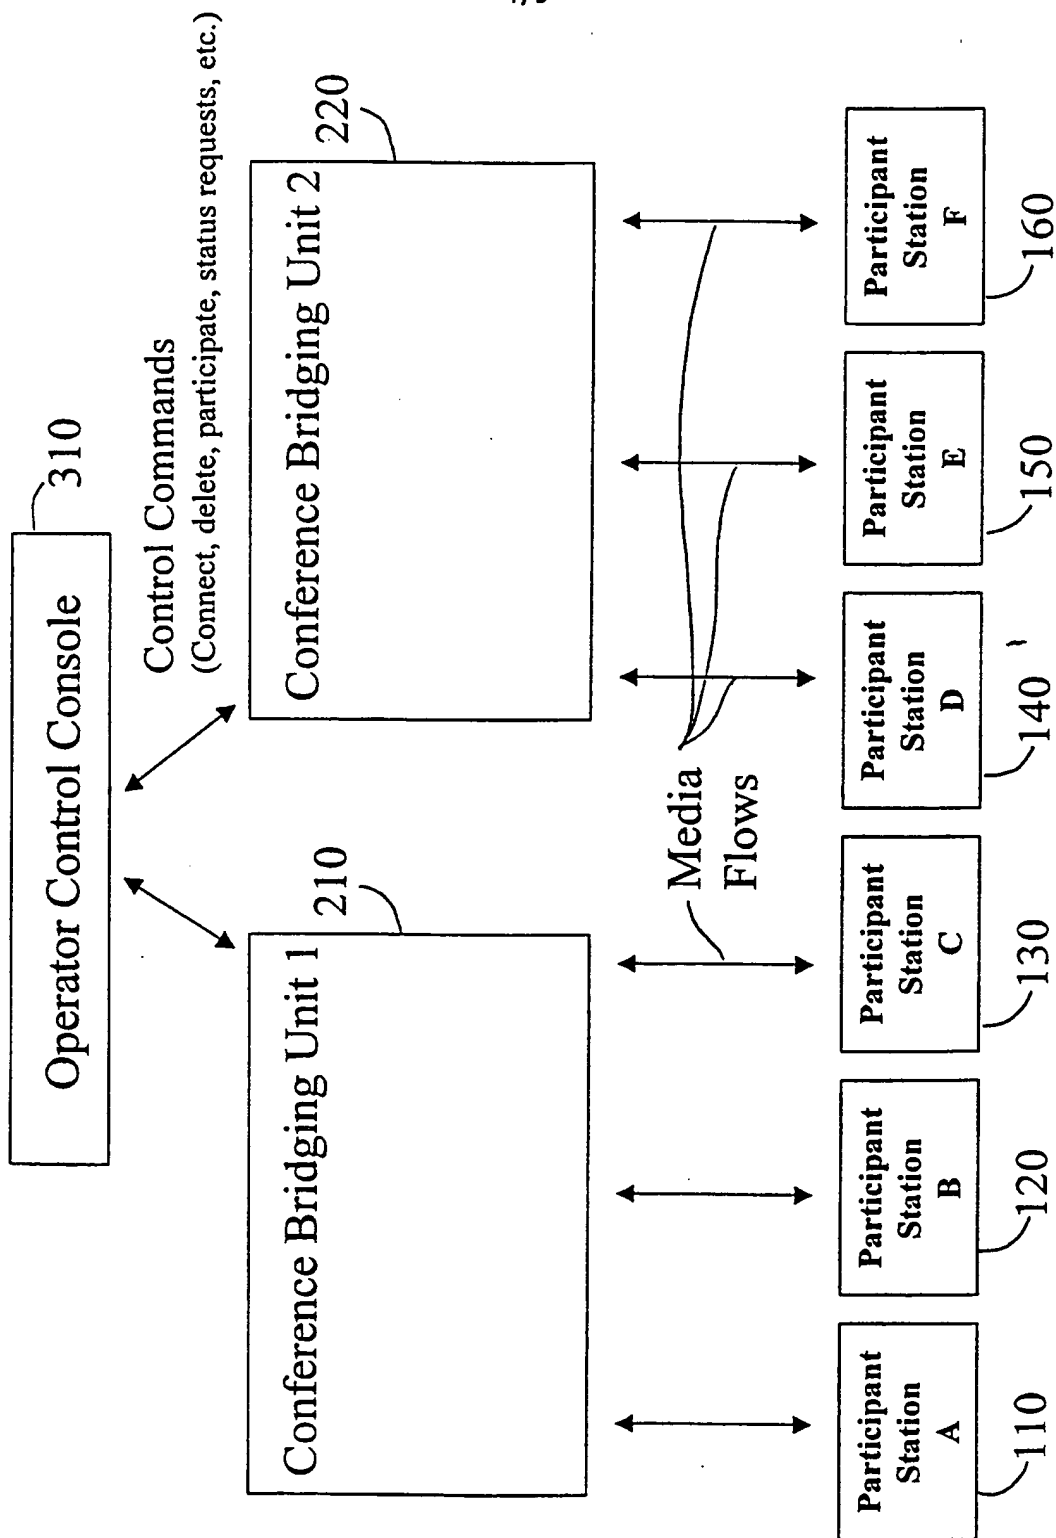 Operator Control Console
310
Control Commands
(Connect, delete, participate, status requests, etc.)
Conference Bridging Unit 1
210
Conference Bridging Unit 2
220
Media
Flows
Participant
Station
A
110
Participant
Station
B
120
Participant
Station
C
130
Participant
Station
D
140
Participant
Station
E
150
Participant
Station
F
160